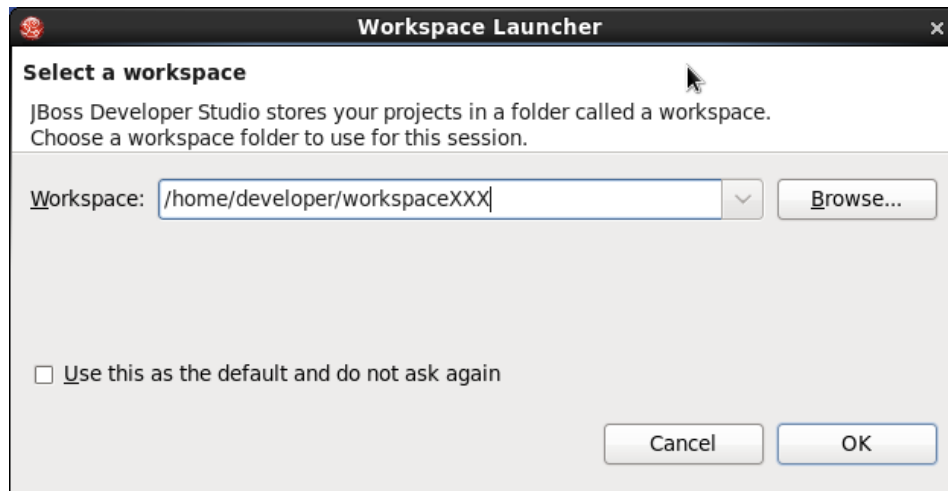 Workspace Launcher
Select a workspace
JBoss Developer Studio stores your projects in a folder called a workspace.
Choose a workspace folder to use for this session.
Workspace: /home/developer/workspaceXXX Browse...
Use this as the default and do not ask again
Cancel OK